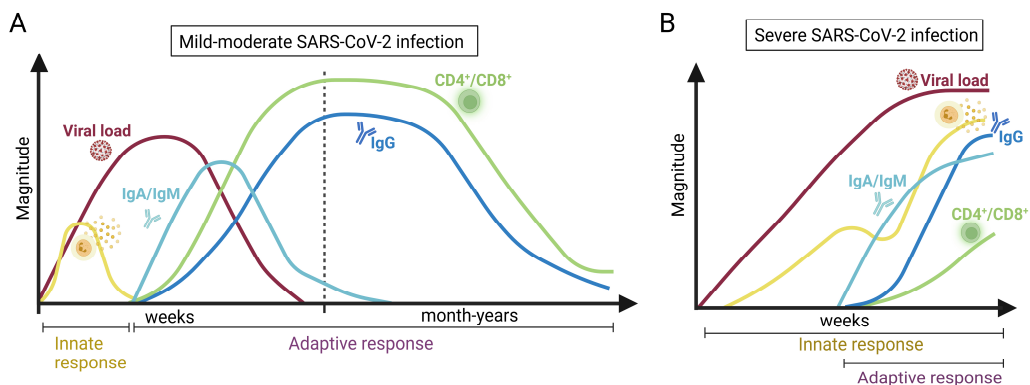 A
Mild-moderate SARS-CoV-2 infection
Magnitude
Viral load
IgA/IgM
CD4⁺/CD8⁺
IgG
weeks
month-years
Innate
response
Adaptive response
B
Severe SARS-CoV-2 infection
Magnitude
Viral load
IgG
IgA/IgM
CD4⁺/CD8⁺
weeks
Innate response
Adaptive response